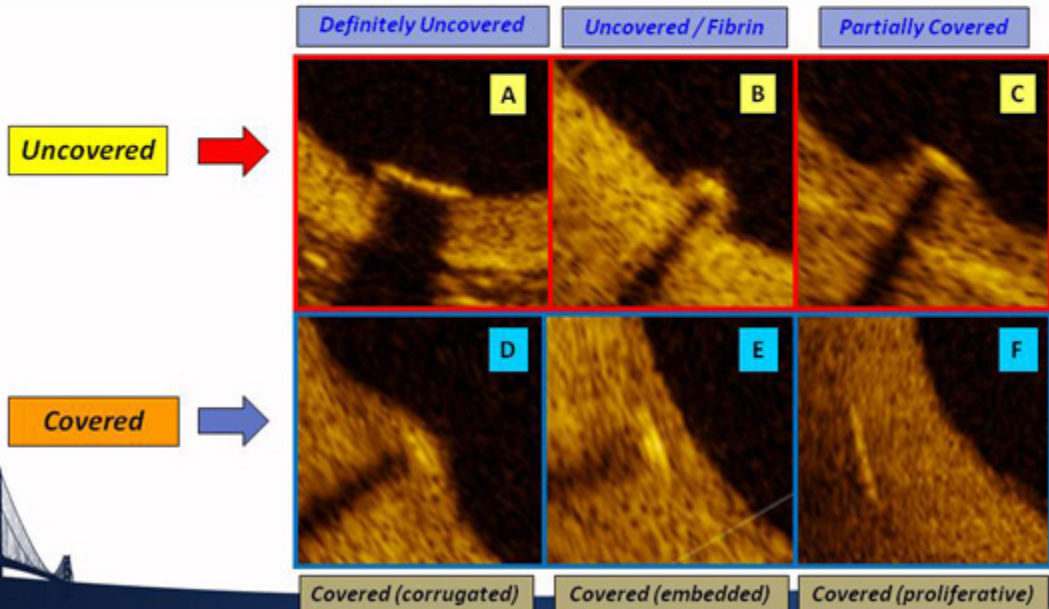 Definitely Uncovered
Uncovered / Fibrin
Partially Covered
Uncovered
A
B
C
Covered
D
E
F
Covered (corrugated)
Covered (embedded)
Covered (proliferative)